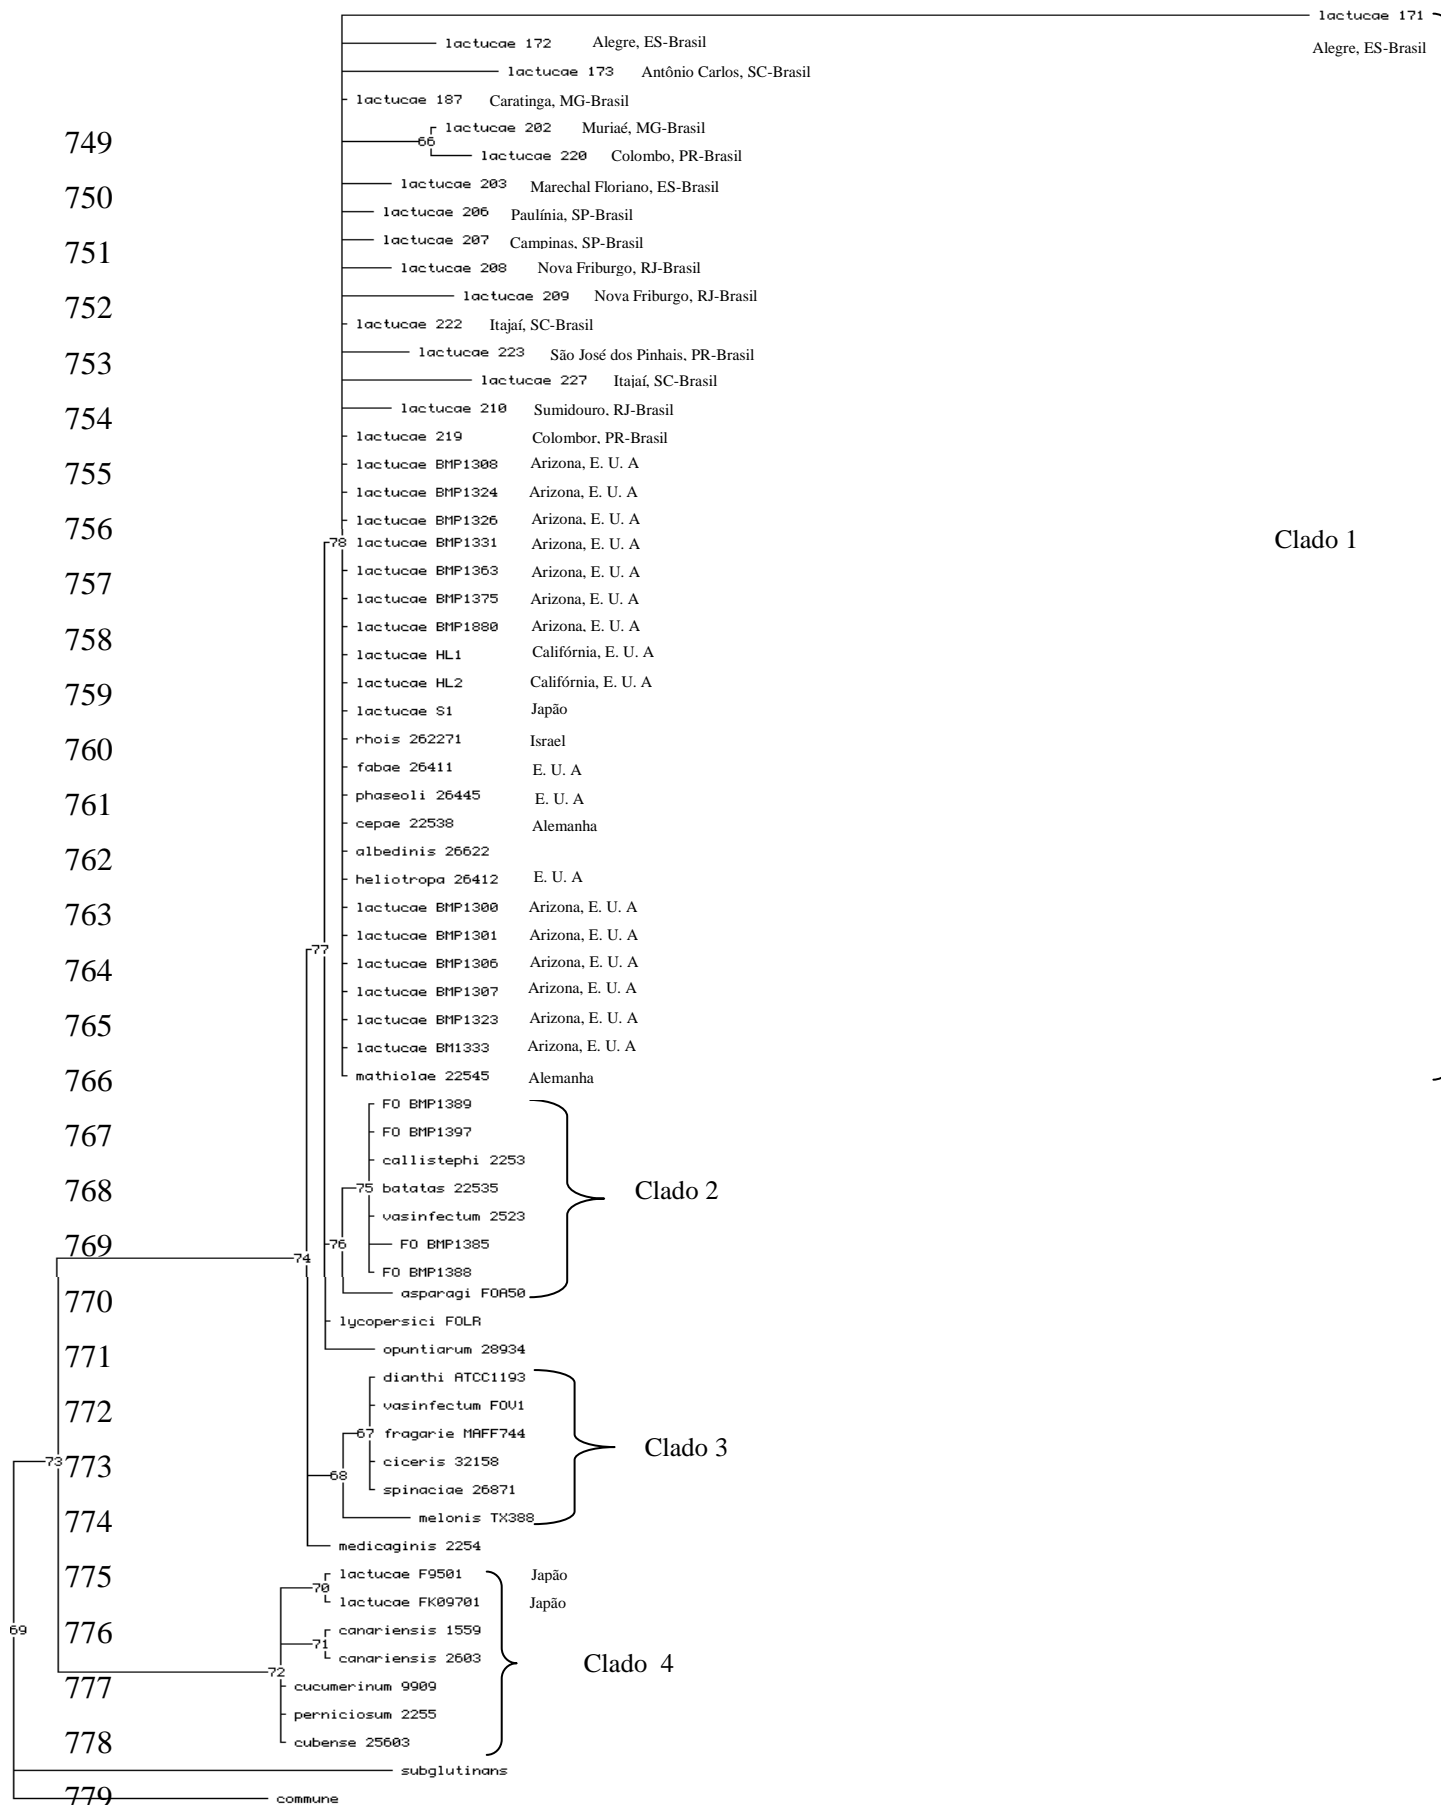 lactucae 171
Alegre, ES-Brasil
lactucae 172 Alegre, ES-Brasil
lactucae 173 Antônio Carlos, SC-Brasil
lactucae 187 Caratinga, MG-Brasil
749 66 lactucae 202 Muriaé, MG-Brasil
lactucae 220 Colombo, PR-Brasil
750 lactucae 203 Marechal Floriano, ES-Brasil
lactucae 206 Paulínia, SP-Brasil
751 lactucae 207 Campinas, SP-Brasil
lactucae 208 Nova Friburgo, RJ-Brasil
752 lactucae 209 Nova Friburgo, RJ-Brasil
lactucae 222 Itajaí, SC-Brasil
753 lactucae 223 São José dos Pinhais, PR-Brasil
lactucae 227 Itajaí, SC-Brasil
754 lactucae 210 Sumidouro, RJ-Brasil
lactucae 219 Colombor, PR-Brasil
755 lactucae BMP1308 Arizona, E. U. A
lactucae BMP1324 Arizona, E. U. A
756 lactucae BMP1326 Arizona, E. U. A
78 lactucae BMP1331 Arizona, E. U. A Clado 1
757 lactucae BMP1363 Arizona, E. U. A
lactucae BMP1375 Arizona, E. U. A
758 lactucae BMP1880 Arizona, E. U. A
lactucae HL1 Califórnia, E. U. A
759 lactucae HL2 Califórnia, E. U. A
lactucae S1 Japão
760 rhois 262271 Israel
fabae 26411 E. U. A
761 phaseoli 26445 E. U. A
cepae 22538 Alemanha
762 albedinis 26622
heliotropa 26412 E. U. A
763 lactucae BMP1300 Arizona, E. U. A
77 lactucae BMP1301 Arizona, E. U. A
764 lactucae BMP1306 Arizona, E. U. A
lactucae BMP1307 Arizona, E. U. A
765 lactucae BMP1323 Arizona, E. U. A
lactucae BM1333 Arizona, E. U. A
766 mathiolae 22545 Alemanha
FO BMP1389
767 FO BMP1397
callistephi 2253
768 75 batatas 22535 Clado 2
vasinfectum 2523
769 74 76 FO BMP1385
FO BMP1388
770 asparagi FOA50
lycopersici FOLR
771 opuntiarum 28934
dianthi ATCC1193
772 vasinfectum FOV1
67 fragarie MAFF744 Clado 3
73 773 68 ciceris 32158
spinaciae 26871
774 melonis TX388
medicaginis 2254
775 70 lactucae F9501 Japão
lactucae FK09701 Japão
69 776 71 canariensis 1559
canariensis 2603 Clado 4
777 72 cucumerinum 9909
perniciosum 2255
778 cubense 25603
subglutinans
779 commune